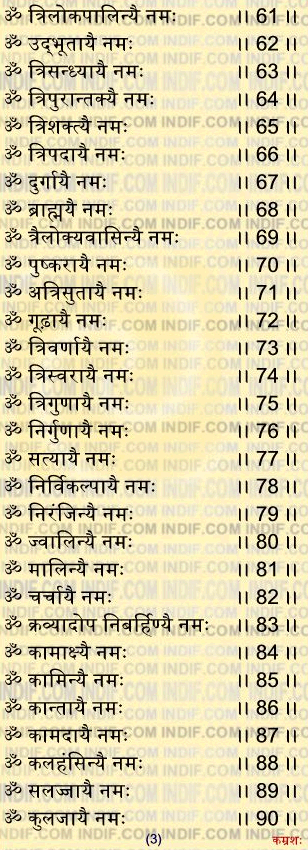 ॐ त्रिलोकपालिन्यै नमः ॥ 61 ॥
ॐ उद्भूतायै नमः ॥ 62 ॥
ॐ त्रिसन्ध्यायै नमः ॥ 63 ॥
ॐ त्रिपुरान्तक्यै नमः ॥ 64 ॥
ॐ त्रिशक्त्यै नमः ॥ 65 ॥
ॐ त्रिपदायै नमः ॥ 66 ॥
ॐ दुर्गायै नमः ॥ 67 ॥
ॐ ब्राह्मयै नमः ॥ 68 ॥
ॐ त्रैलोक्यवासिन्यै नमः ॥ 69 ॥
ॐ पुष्करायै नमः ॥ 70 ॥
ॐ अत्रिसुतायै नमः ॥ 71 ॥
ॐ गूड़ायै नमः ॥ 72 ॥
ॐ त्रिवर्णायै नमः ॥ 73 ॥
ॐ त्रिस्वरायै नमः ॥ 74 ॥
ॐ त्रिगुणायै नमः ॥ 75 ॥
ॐ निर्गुणायै नमः ॥ 76 ॥
ॐ सत्यायै नमः ॥ 77 ॥
ॐ निर्विकल्पायै नमः ॥ 78 ॥
ॐ निरंजिन्यै नमः ॥ 79 ॥
ॐ ज्वालिन्यै नमः ॥ 80 ॥
ॐ मालिन्यै नमः ॥ 81 ॥
ॐ चर्चायै नमः ॥ 82 ॥
ॐ क्रव्यादोप निबर्हिण्यै नमः ॥ 83 ॥
ॐ कामाक्ष्यै नमः ॥ 84 ॥
ॐ कामिन्यै नमः ॥ 85 ॥
ॐ कान्तायै नमः ॥ 86 ॥
ॐ कामदायै नमः ॥ 87 ॥
ॐ कलहंसिन्यै नमः ॥ 88 ॥
ॐ सलज्जायै नमः ॥ 89 ॥
ॐ कुलजायै नमः ॥ 90 ॥
(3) कम्रशः